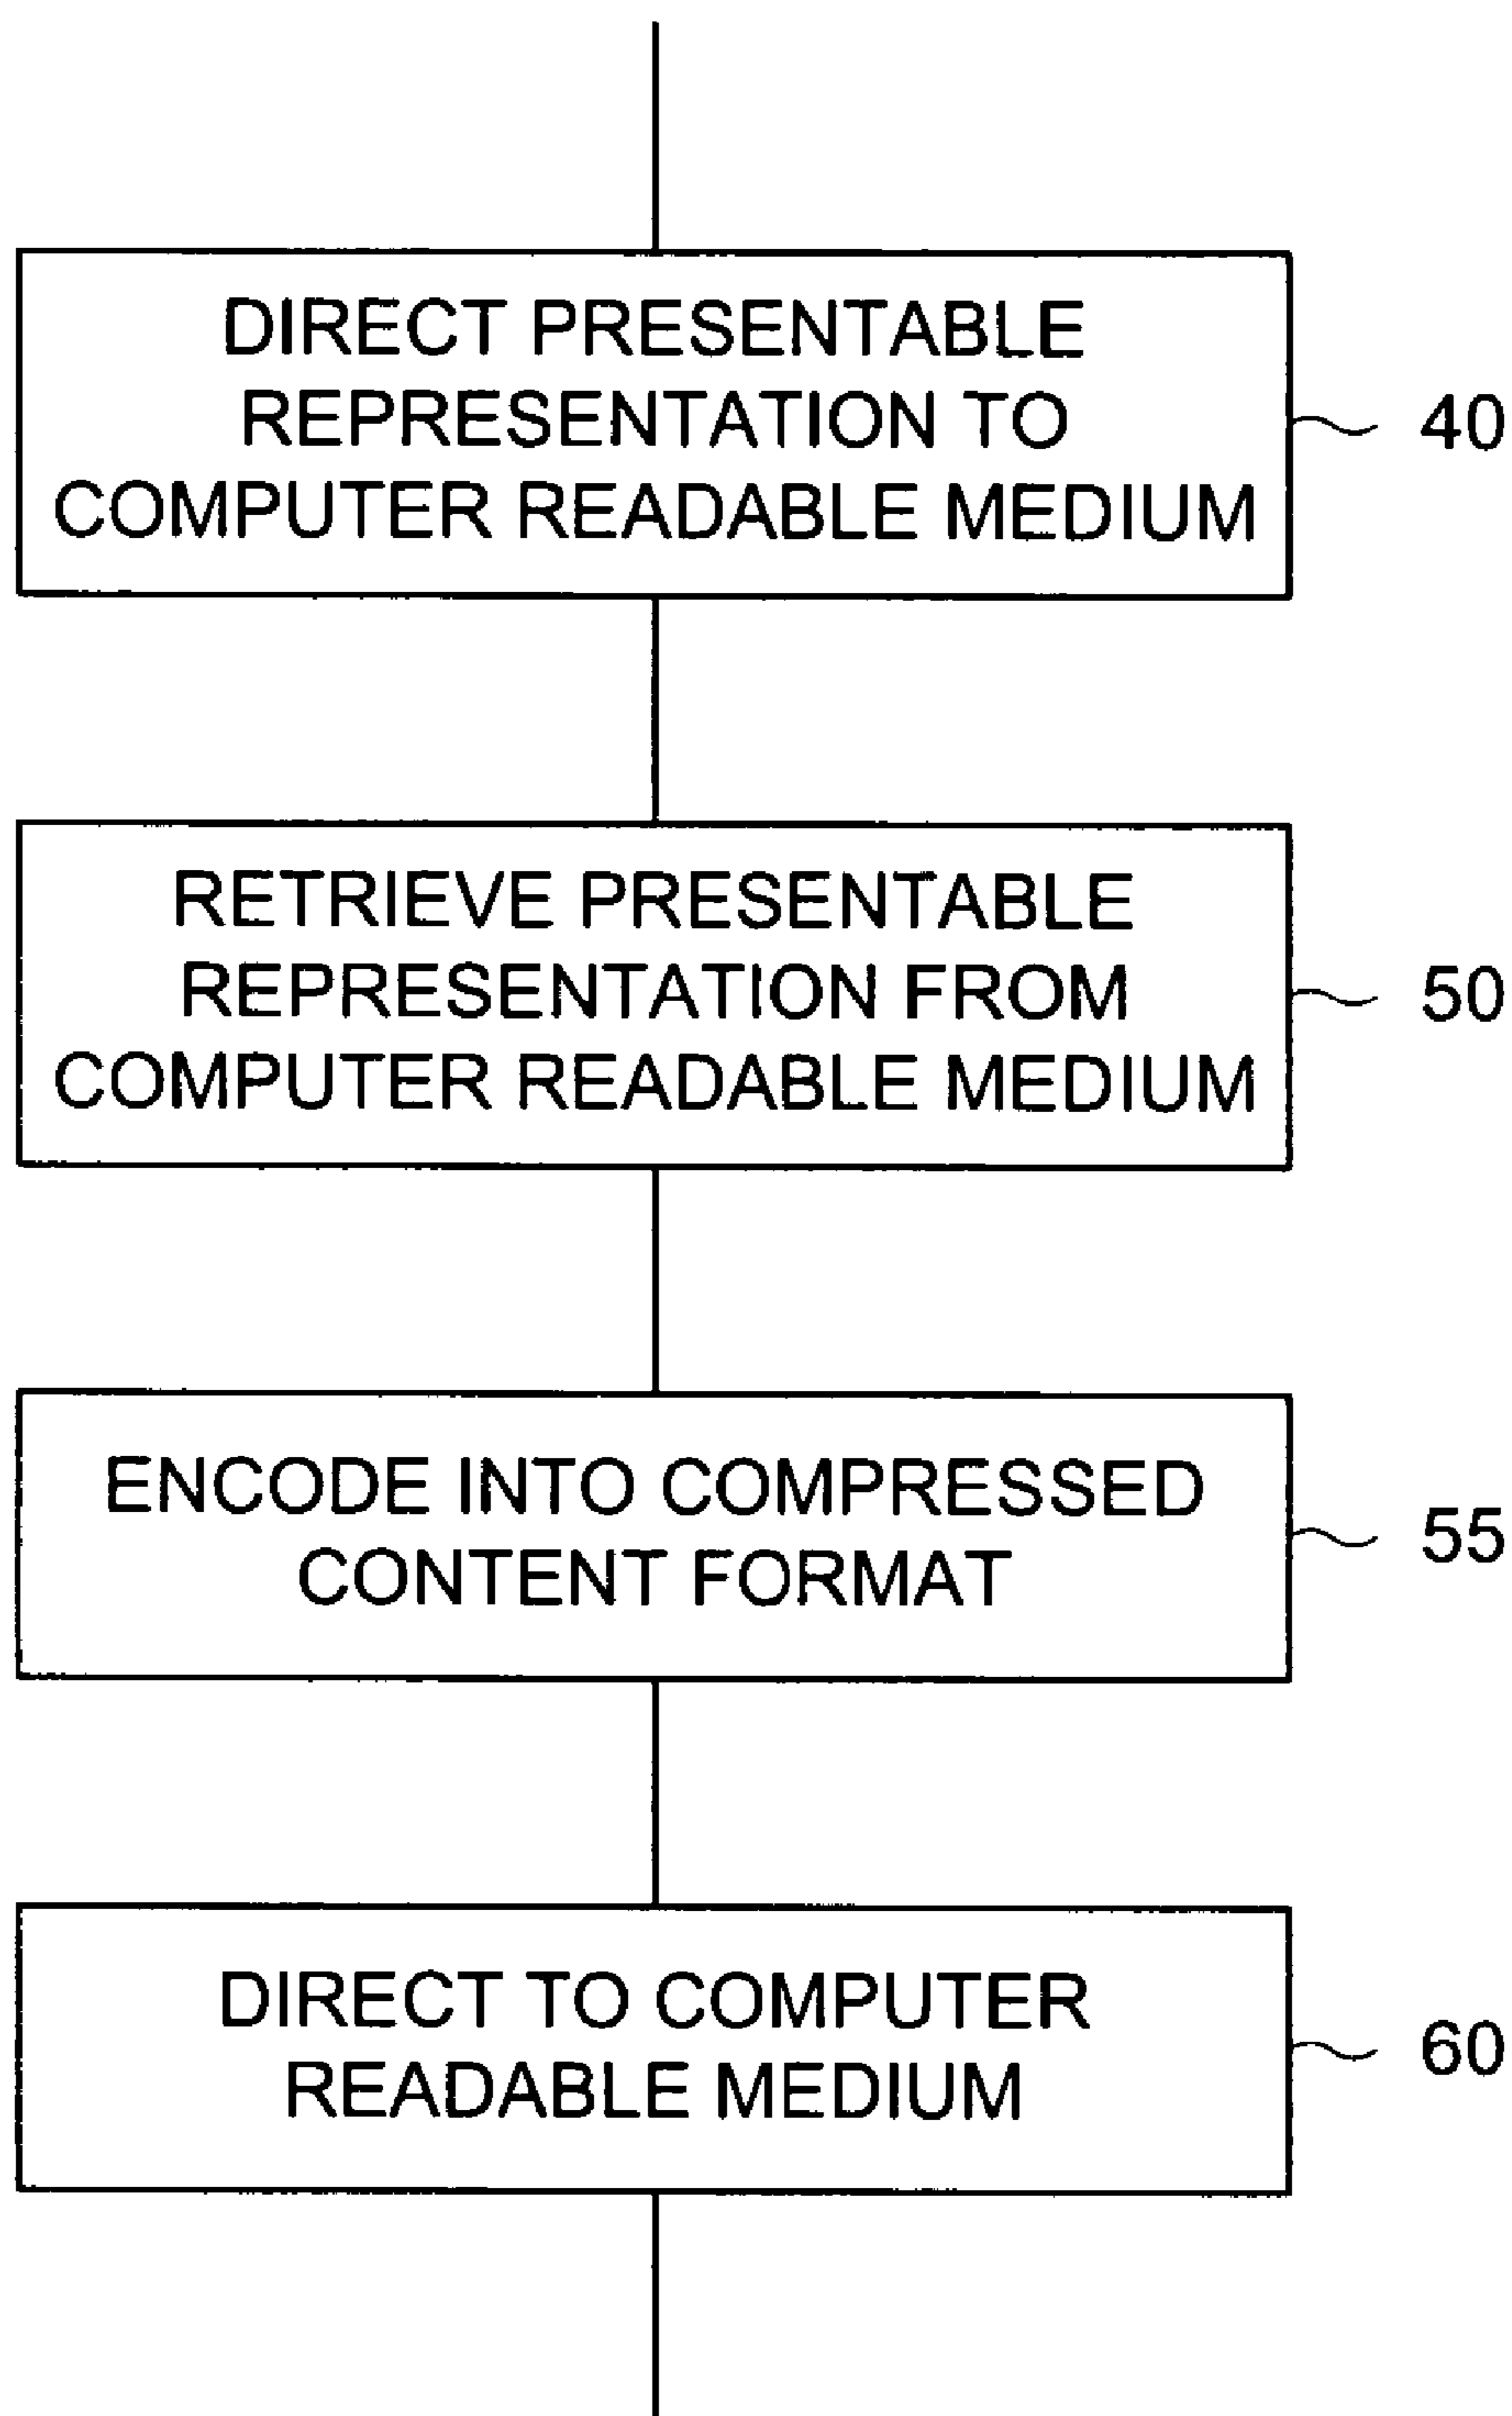 DIRECT PRESENTABLE
REPRESENTATION TO
COMPUTER READABLE MEDIUM
40
RETRIEVE PRESENTABLE
REPRESENTATION FROM
COMPUTER READABLE MEDIUM
50
ENCODE INTO COMPRESSED
CONTENT FORMAT
55
DIRECT TO COMPUTER
READABLE MEDIUM
60